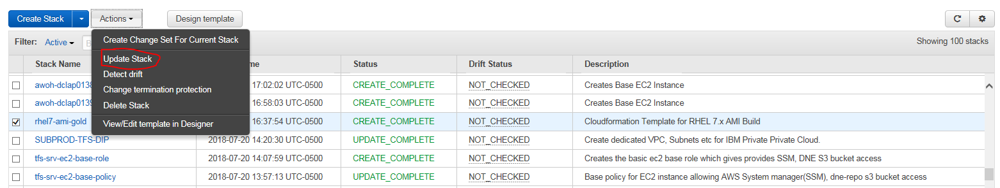 Create Stack Actions Design template
Create Change Set For Current Stack
Filter: Active Showing 100 stacks
Update Stack
Stack Name Status Drift Status Description
Detect drift
awoh-dclap0138 17:02:02 UTC-0500 CREATE_COMPLETE NOT_CHECKED Creates Base EC2 Instance
Change termination protection
awoh-dclap0139 16:58:03 UTC-0500 CREATE_COMPLETE NOT_CHECKED Creates Base EC2 Instance
Delete Stack
rhel7-ami-gold 16:37:54 UTC-0500 CREATE_COMPLETE NOT_CHECKED Cloudformation Template for RHEL 7.x AMI Build
View/Edit template in Designer
SUBPROD-TFS-DIP 2018-07-20 14:20:30 UTC-0500 UPDATE_COMPLETE NOT_CHECKED Create dedicated VPC, Subnets etc for IBM Private Private Cloud.
tfs-srv-ec2-base-role 2018-07-20 14:07:59 UTC-0500 CREATE_COMPLETE NOT_CHECKED Creates the basic ec2 base role which gives provides SSM, DNE S3 bucket access
tfs-srv-ec2-base-policy 2018-07-20 13:57:13 UTC-0500 UPDATE_COMPLETE NOT_CHECKED Base policy for EC2 instance allowing AWS System manager(SSM), dne-repo s3 bucket access